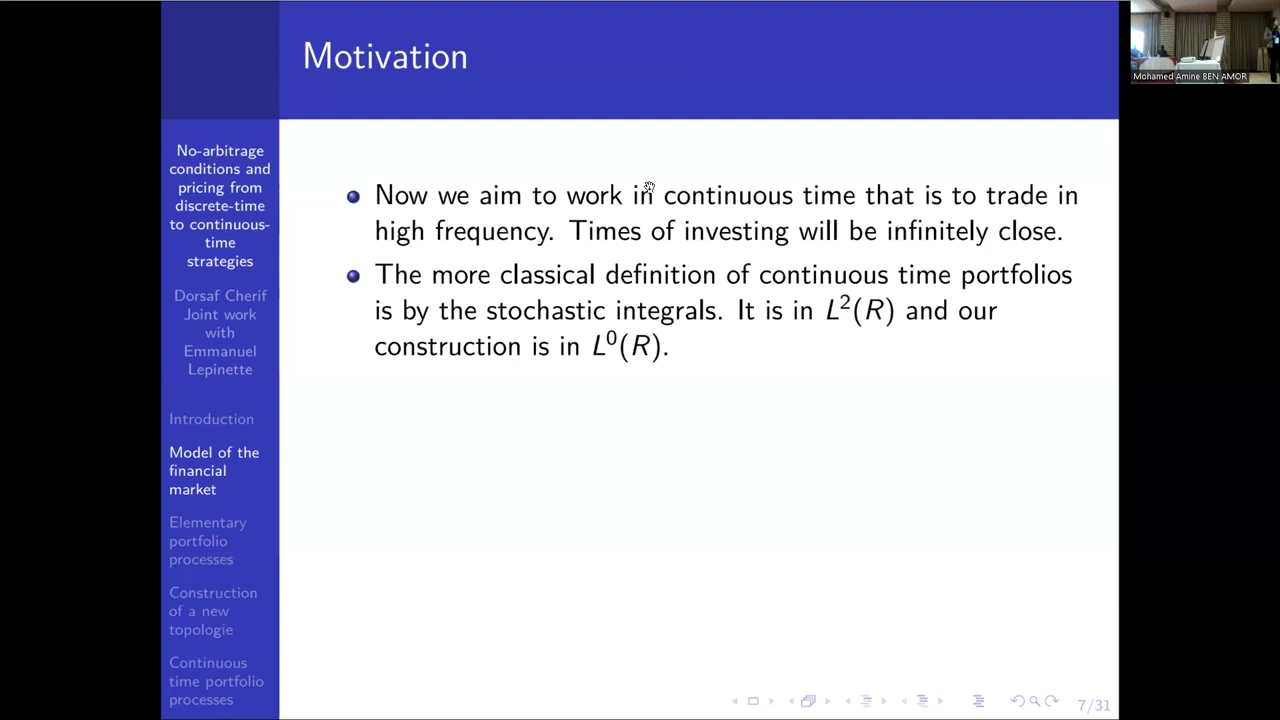 Motivation
No-arbitrage
conditions and
pricing from
discrete-time
to continuous-
time
strategies
Dorsaf Cherif
Joint work
with
Emmanuel
Lepinette
Introduction
Model of the
financial
market
Elementary
portfolio
processes
Construction
of a new
topologie
Continuous
time portfolio
processes
Now we aim to work in continuous time that is to trade in
high frequency. Times of investing will be infinitely close.
The more classical definition of continuous time portfolios
is by the stochastic integrals. It is in L²(R) and our
construction is in L⁰(R).
7/31
Mohamed Amine BEN AMOR